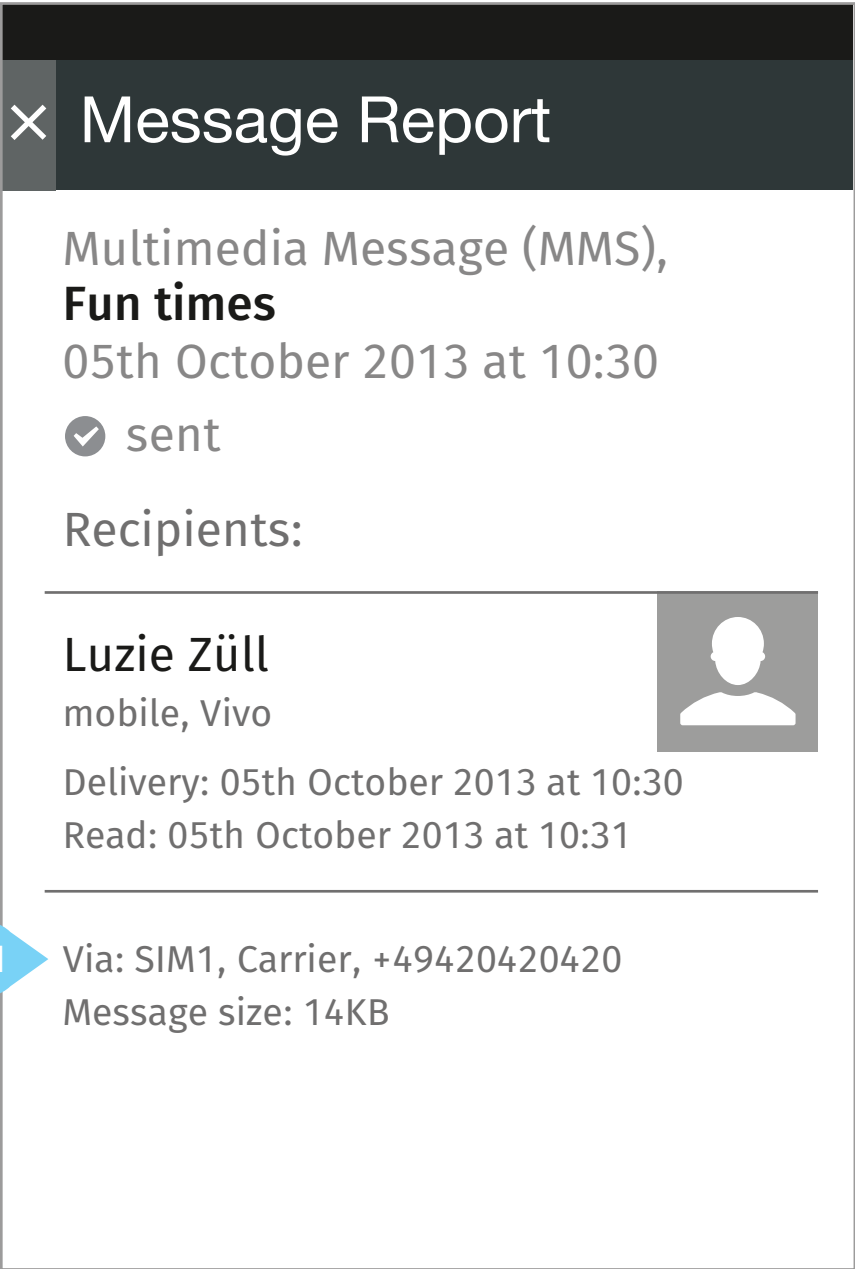 Message Report
Multimedia Message (MMS),
Fun times
05th October 2013 at 10:30
sent
Recipients:
Luzie Züll
mobile, Vivo
Delivery: 05th October 2013 at 10:30
Read: 05th October 2013 at 10:31
Via: SIM1, Carrier, +49420420420
Message size: 14KB